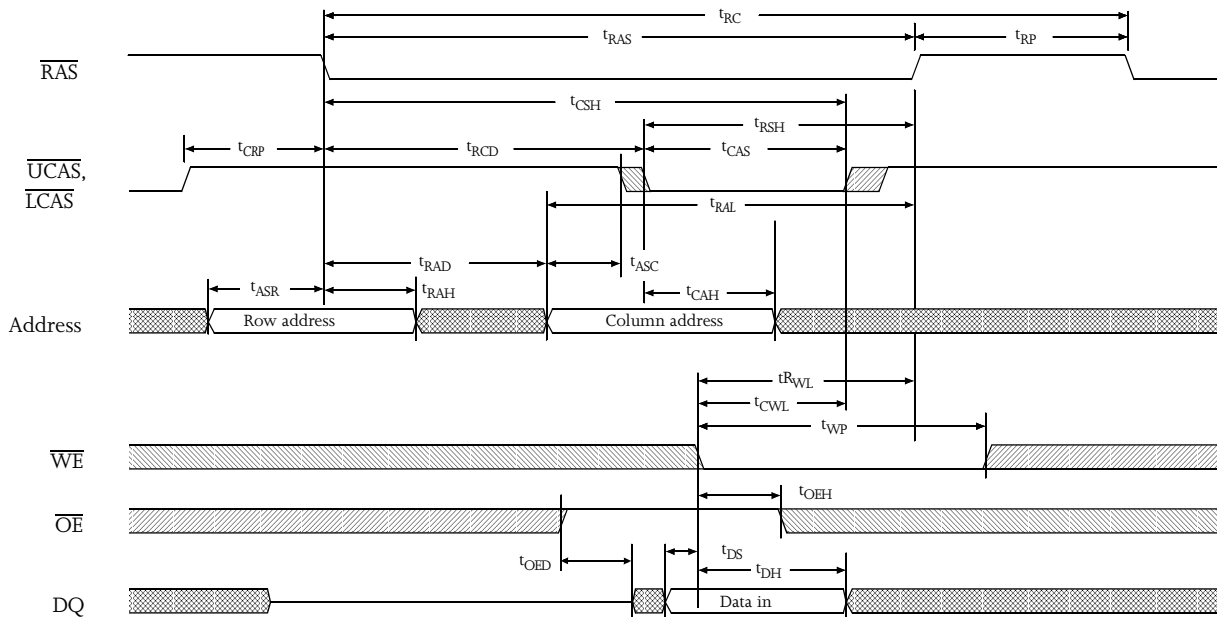 tRC
tRAS
tRP
RAS
tCSH
tRSH
tCRP
tRCD
tCAS
UCAS,
LCAS
tRAL
tRAD
tASC
tASR
tRAH
tCAH
Address
Row address
Column address
tRWL
tCWL
tWP
WE
tOEH
OE
tDS
tOED
tDH
DQ
Data in